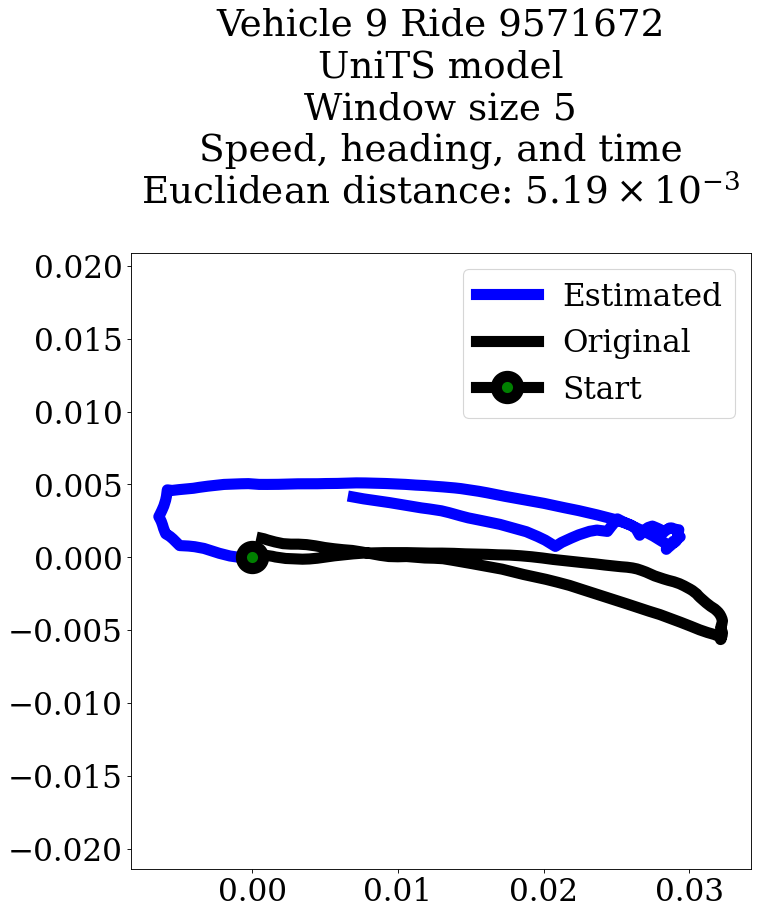 Vehicle 9 Ride 9571672
UniTS model
Window size 5
Speed, heading, and time
Euclidean distance: 5.19 × 10⁻³
Estimated
Original
Start
0.020
0.015
0.010
0.005
0.000
−0.005
−0.010
−0.015
−0.020
0.00 0.01 0.02 0.03